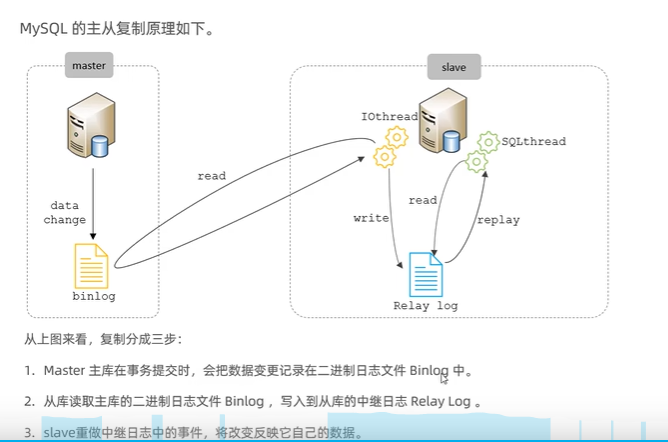 MySQL 的主从复制原理如下。
master
slave
IOthread
SQLthread
read
data
change
read
write
replay
binlog
Relay log
从上图来看，复制分成三步：
1. Master 主库在事务提交时，会把数据变更记录在二进制日志文件 Binlog 中。
2. 从库读取主库的二进制日志文件 Binlog ，写入到从库的中继日志 Relay Log 。
3. slave重做中继日志中的事件，将改变反映它自己的数据。